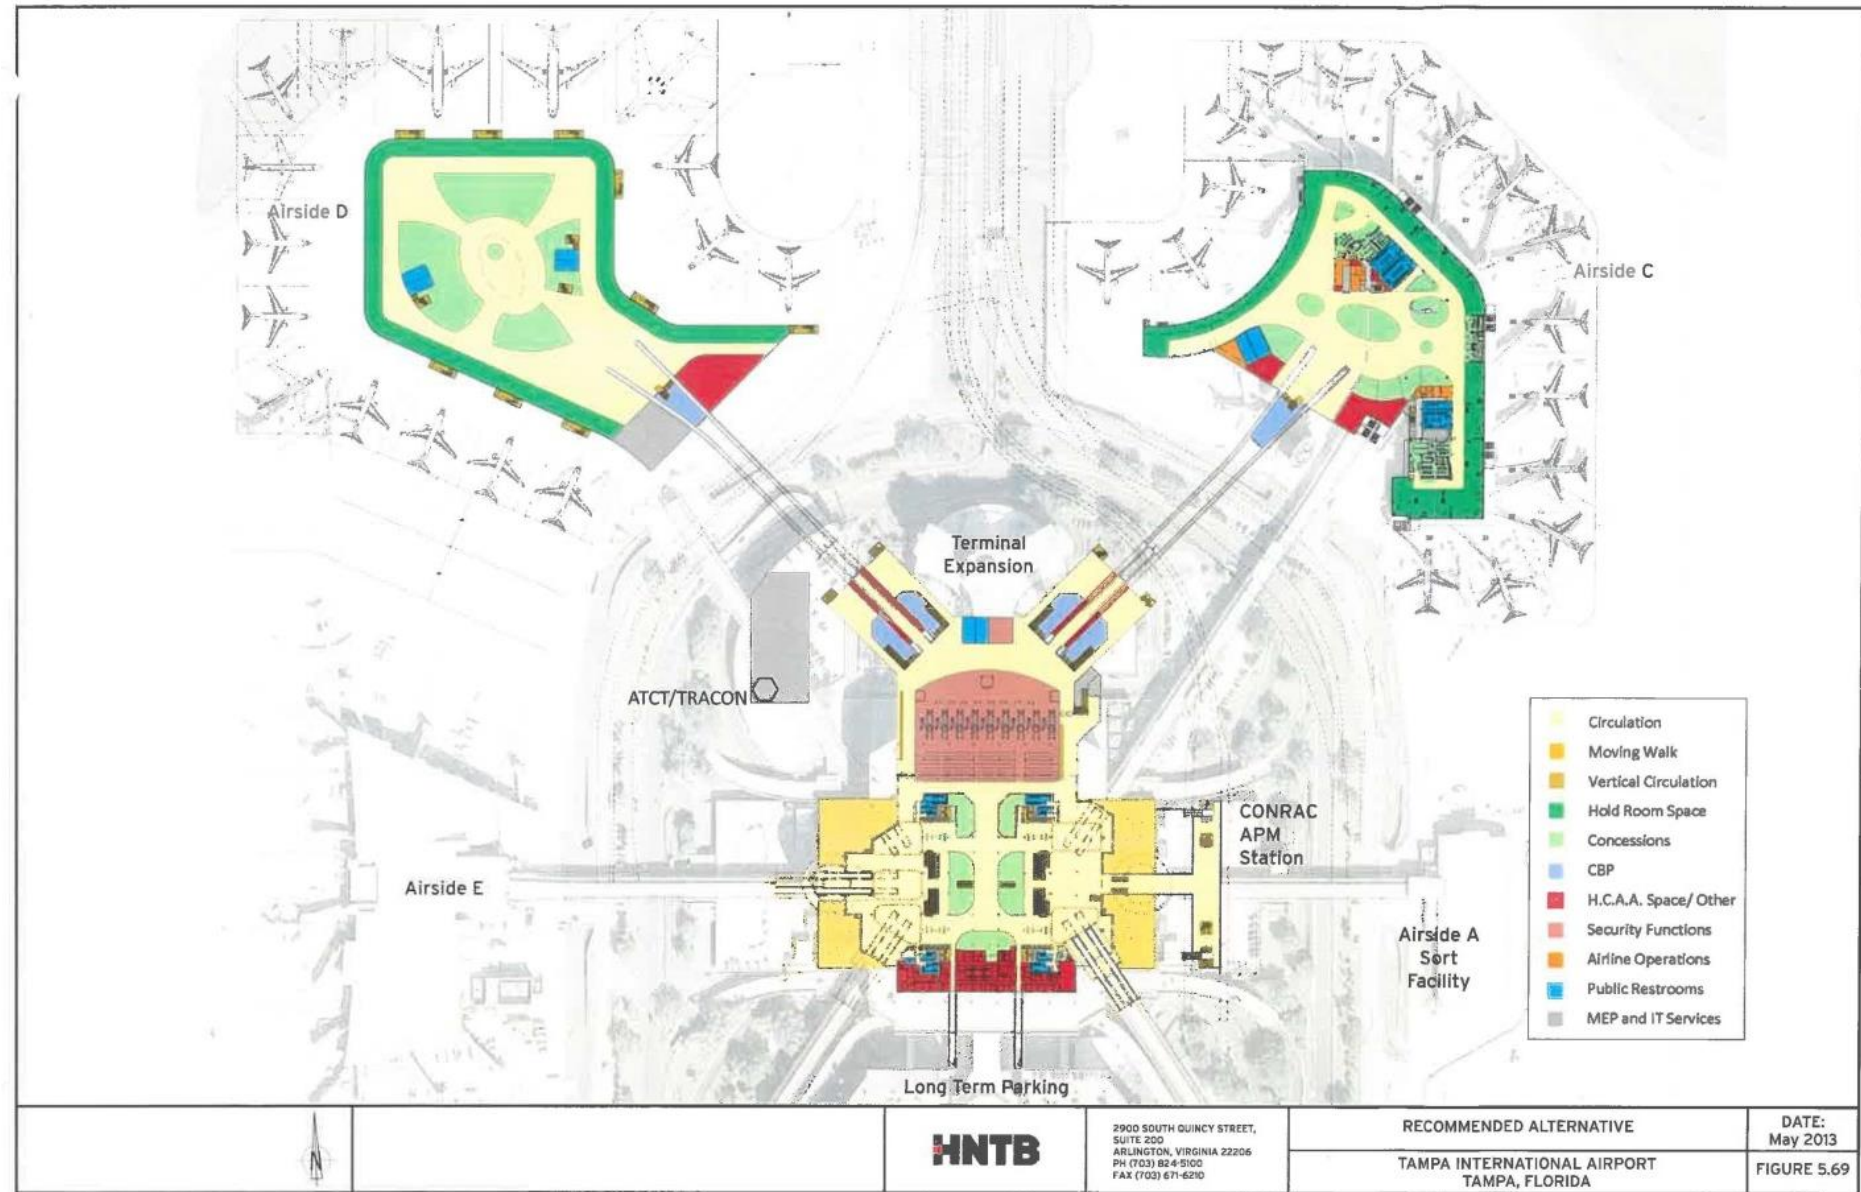 Airside D
Airside C
Terminal
Expansion
ATCT/TRACON
CONRAC
APM
Station
Airside E
Airside A
Sort
Facility
Long Term Parking
Circulation
Moving Walk
Vertical Circulation
Hold Room Space
Concessions
CBP
H.C.A.A. Space/ Other
Security Functions
Airline Operations
Public Restrooms
MEP and IT Services
N
HNTB
2900 SOUTH QUINCY STREET,
SUITE 200
ARLINGTON, VIRGINIA 22206
PH (703) 824-5100
FAX (703) 671-6210
RECOMMENDED ALTERNATIVE
TAMPA INTERNATIONAL AIRPORT
TAMPA, FLORIDA
DATE:
May 2013
FIGURE 5.69